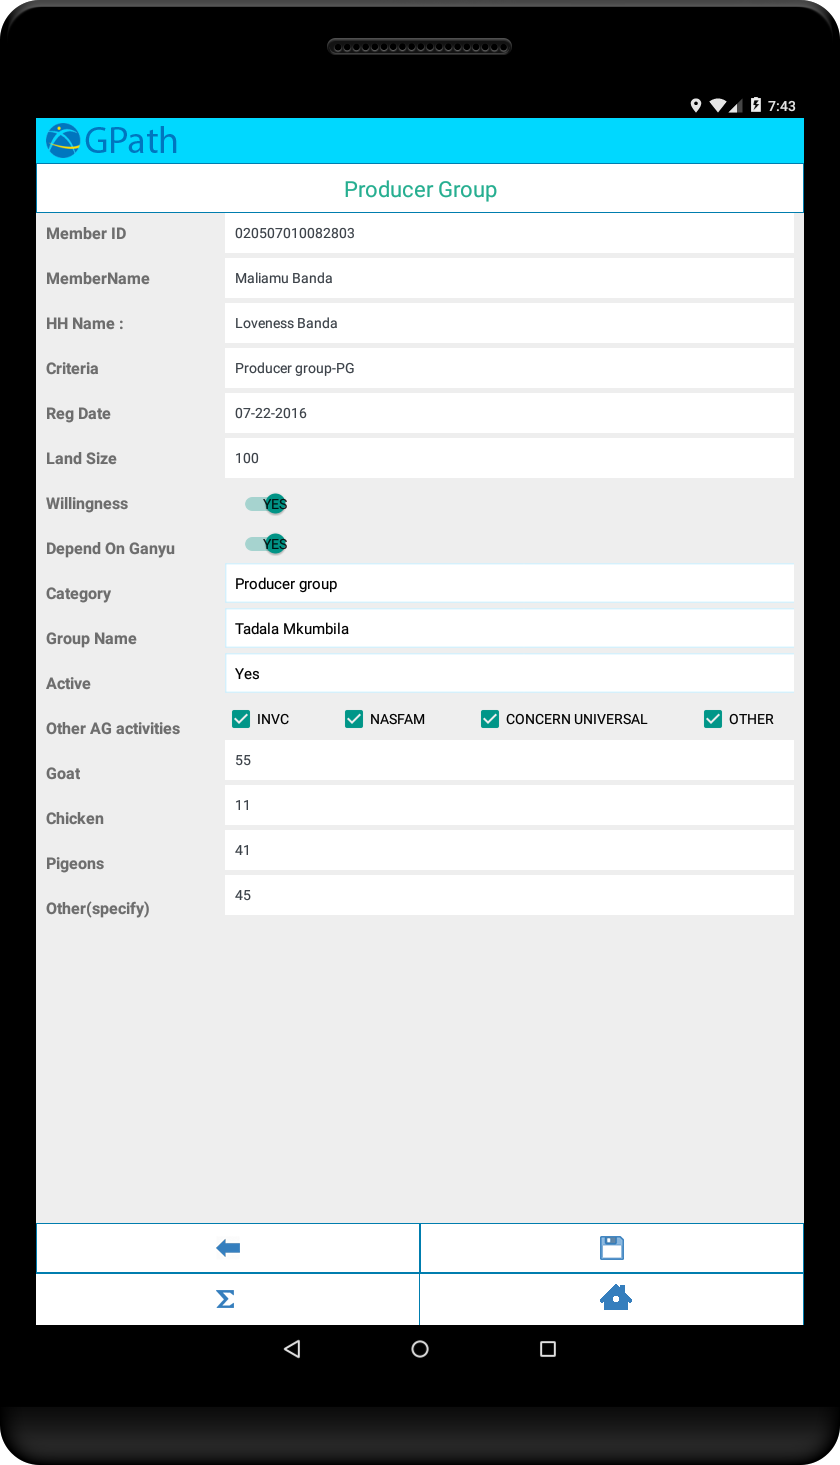 7:43
GPath
Producer Group
Member ID 020507010082803
MemberName Maliamu Banda
HH Name : Loveness Banda
Criteria Producer group-PG
Reg Date 07-22-2016
Land Size 100
Willingness YES
Depend On Ganyu YES
Category Producer group
Group Name Tadala Mkumbila
Active Yes
Other AG activities INVC NASFAM CONCERN UNIVERSAL OTHER
Goat 55
Chicken 11
Pigeons 41
Other(specify) 45
Σ